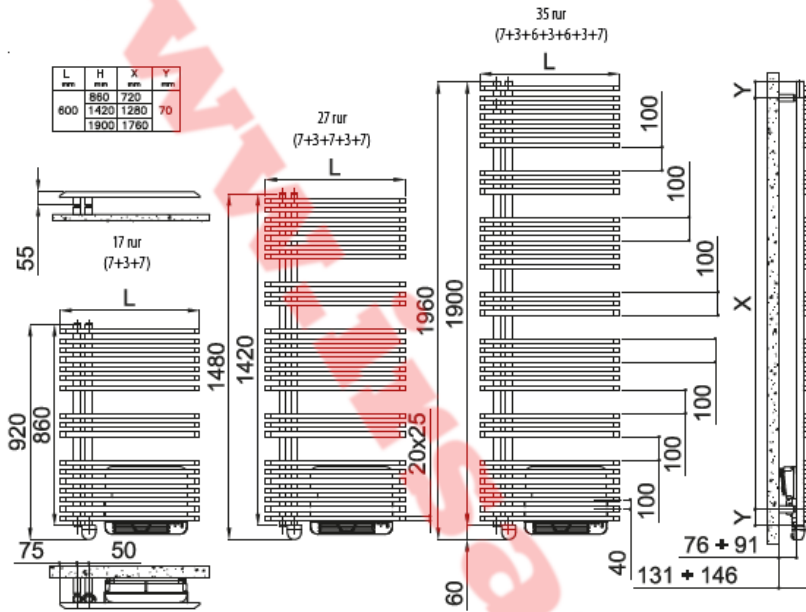 35 rur
(7+3+6+3+6+3+7)
L
L H X Y
mm mm mm mm
600 860 720 70
1420 1280
1900 1760
27 rur
(7+3+7+3+7)
L
55
17 rur
(7+3+7)
L
920
860
1480
1420
20x25
1960
1900
100
100
100
100
100
100
40
60
Y
X
Y
75 50
76 + 91
131 + 146
www.irsa